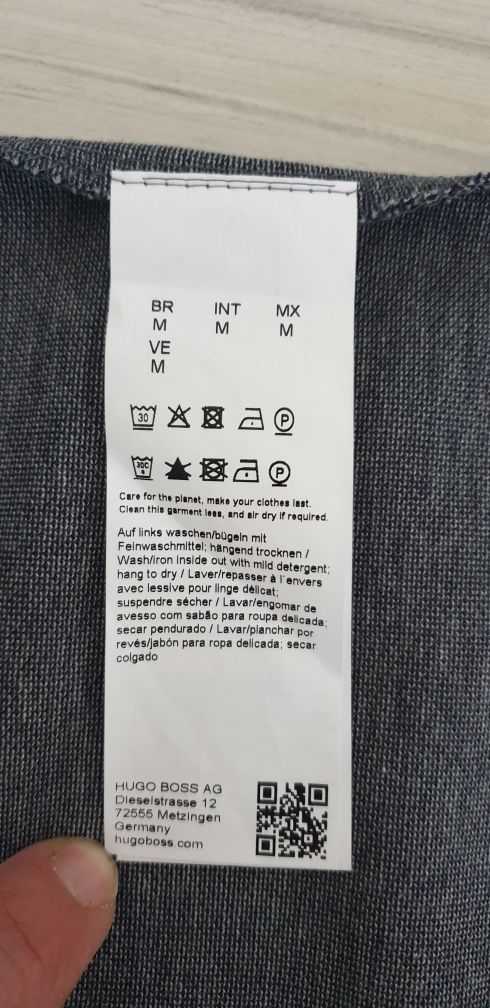 BR INT MX
M M M
VE
M
30 P
30C P
Care for the planet, make your clothes last.
Clean this garment less, and air dry if required.
Auf links waschen/bügeln mit
Feinwaschmittel; hängend trocknen /
Wash/iron inside out with mild detergent;
hang to dry / Laver/repasser à l'envers
avec lessive pour linge délicat;
suspendre sécher / Lavar/engomar de
avesso com sabão para roupa delicada;
secar pendurado / Lavar/planchar por
revés/jabón para ropa delicada; secar
colgado
HUGO BOSS AG
Dieselstrasse 12
72555 Metzingen
Germany
hugoboss.com